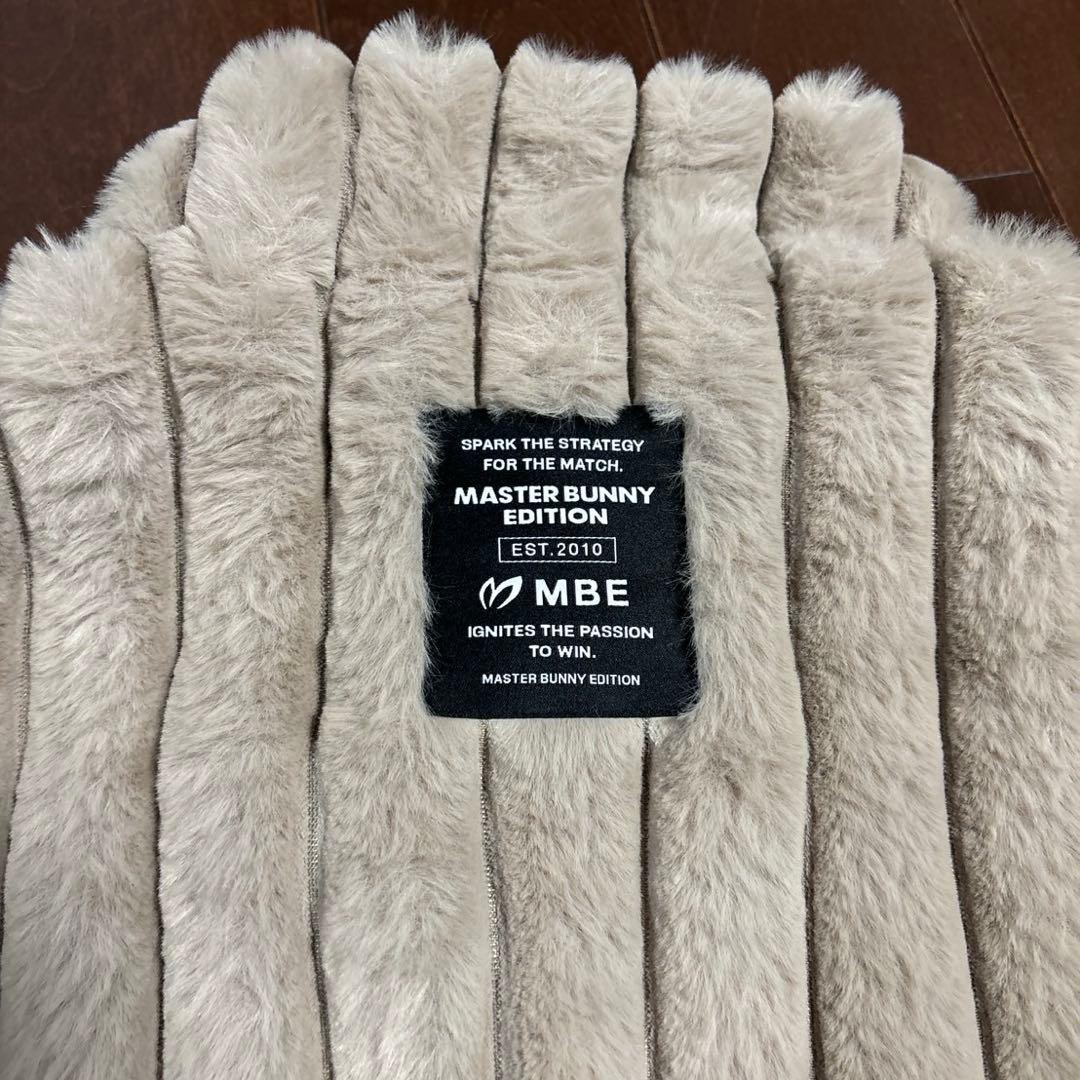 SPARK THE STRATEGY
FOR THE MATCH.
MASTER BUNNY
EDITION
EST.2010
MBE
IGNITES THE PASSION
TO WIN.
MASTER BUNNY EDITION